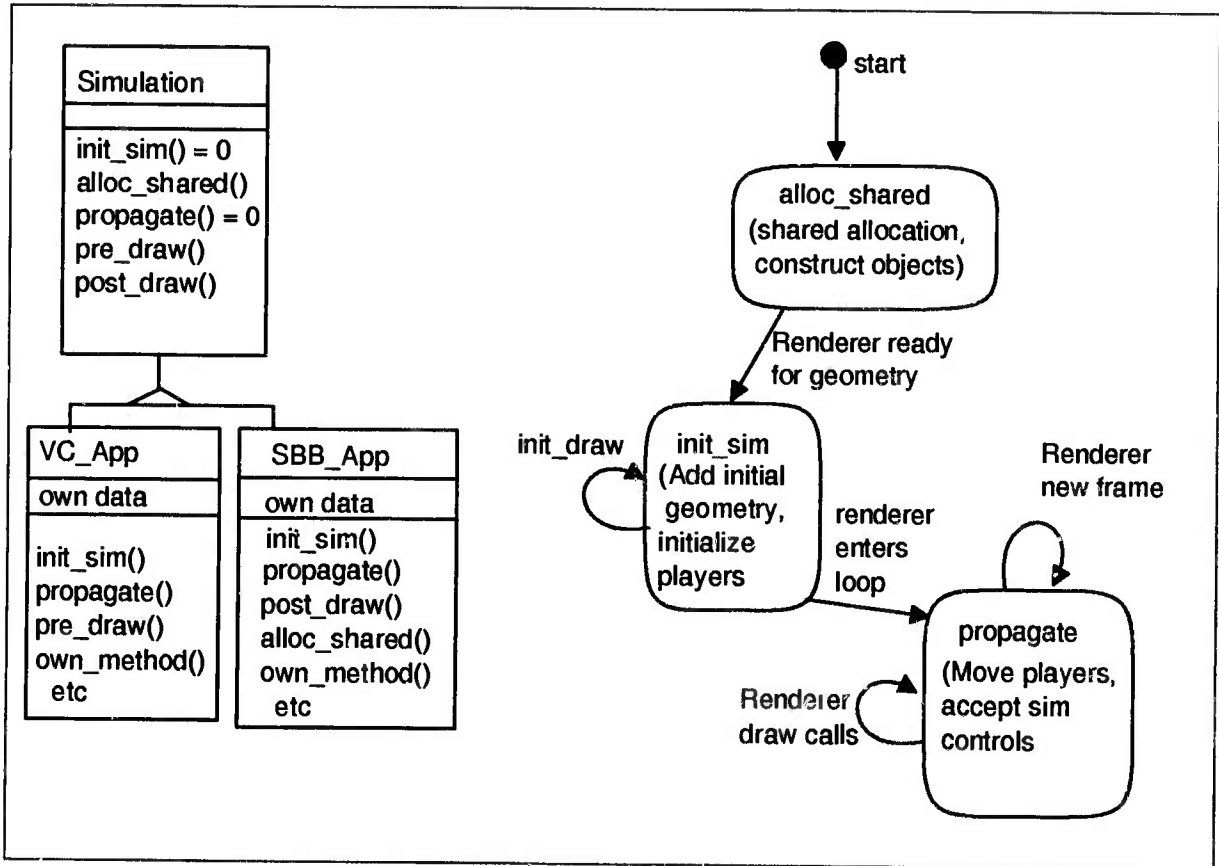 Simulation
init_sim() = 0
alloc_shared()
propagate() = 0
pre_draw()
post_draw()
VC_App
own data
init_sim()
propagate()
pre_draw()
own_method()
etc
SBB_App
own data
init_sim()
propagate()
post_draw()
alloc_shared()
own_method()
etc
start
alloc_shared
(shared allocation,
construct objects)
Renderer ready
for geometry
init_draw
init_sim
(Add initial
geometry,
initialize
players
renderer
enters
loop
Renderer
new frame
propagate
(Move players,
accept sim
controls
Renderer
draw calls